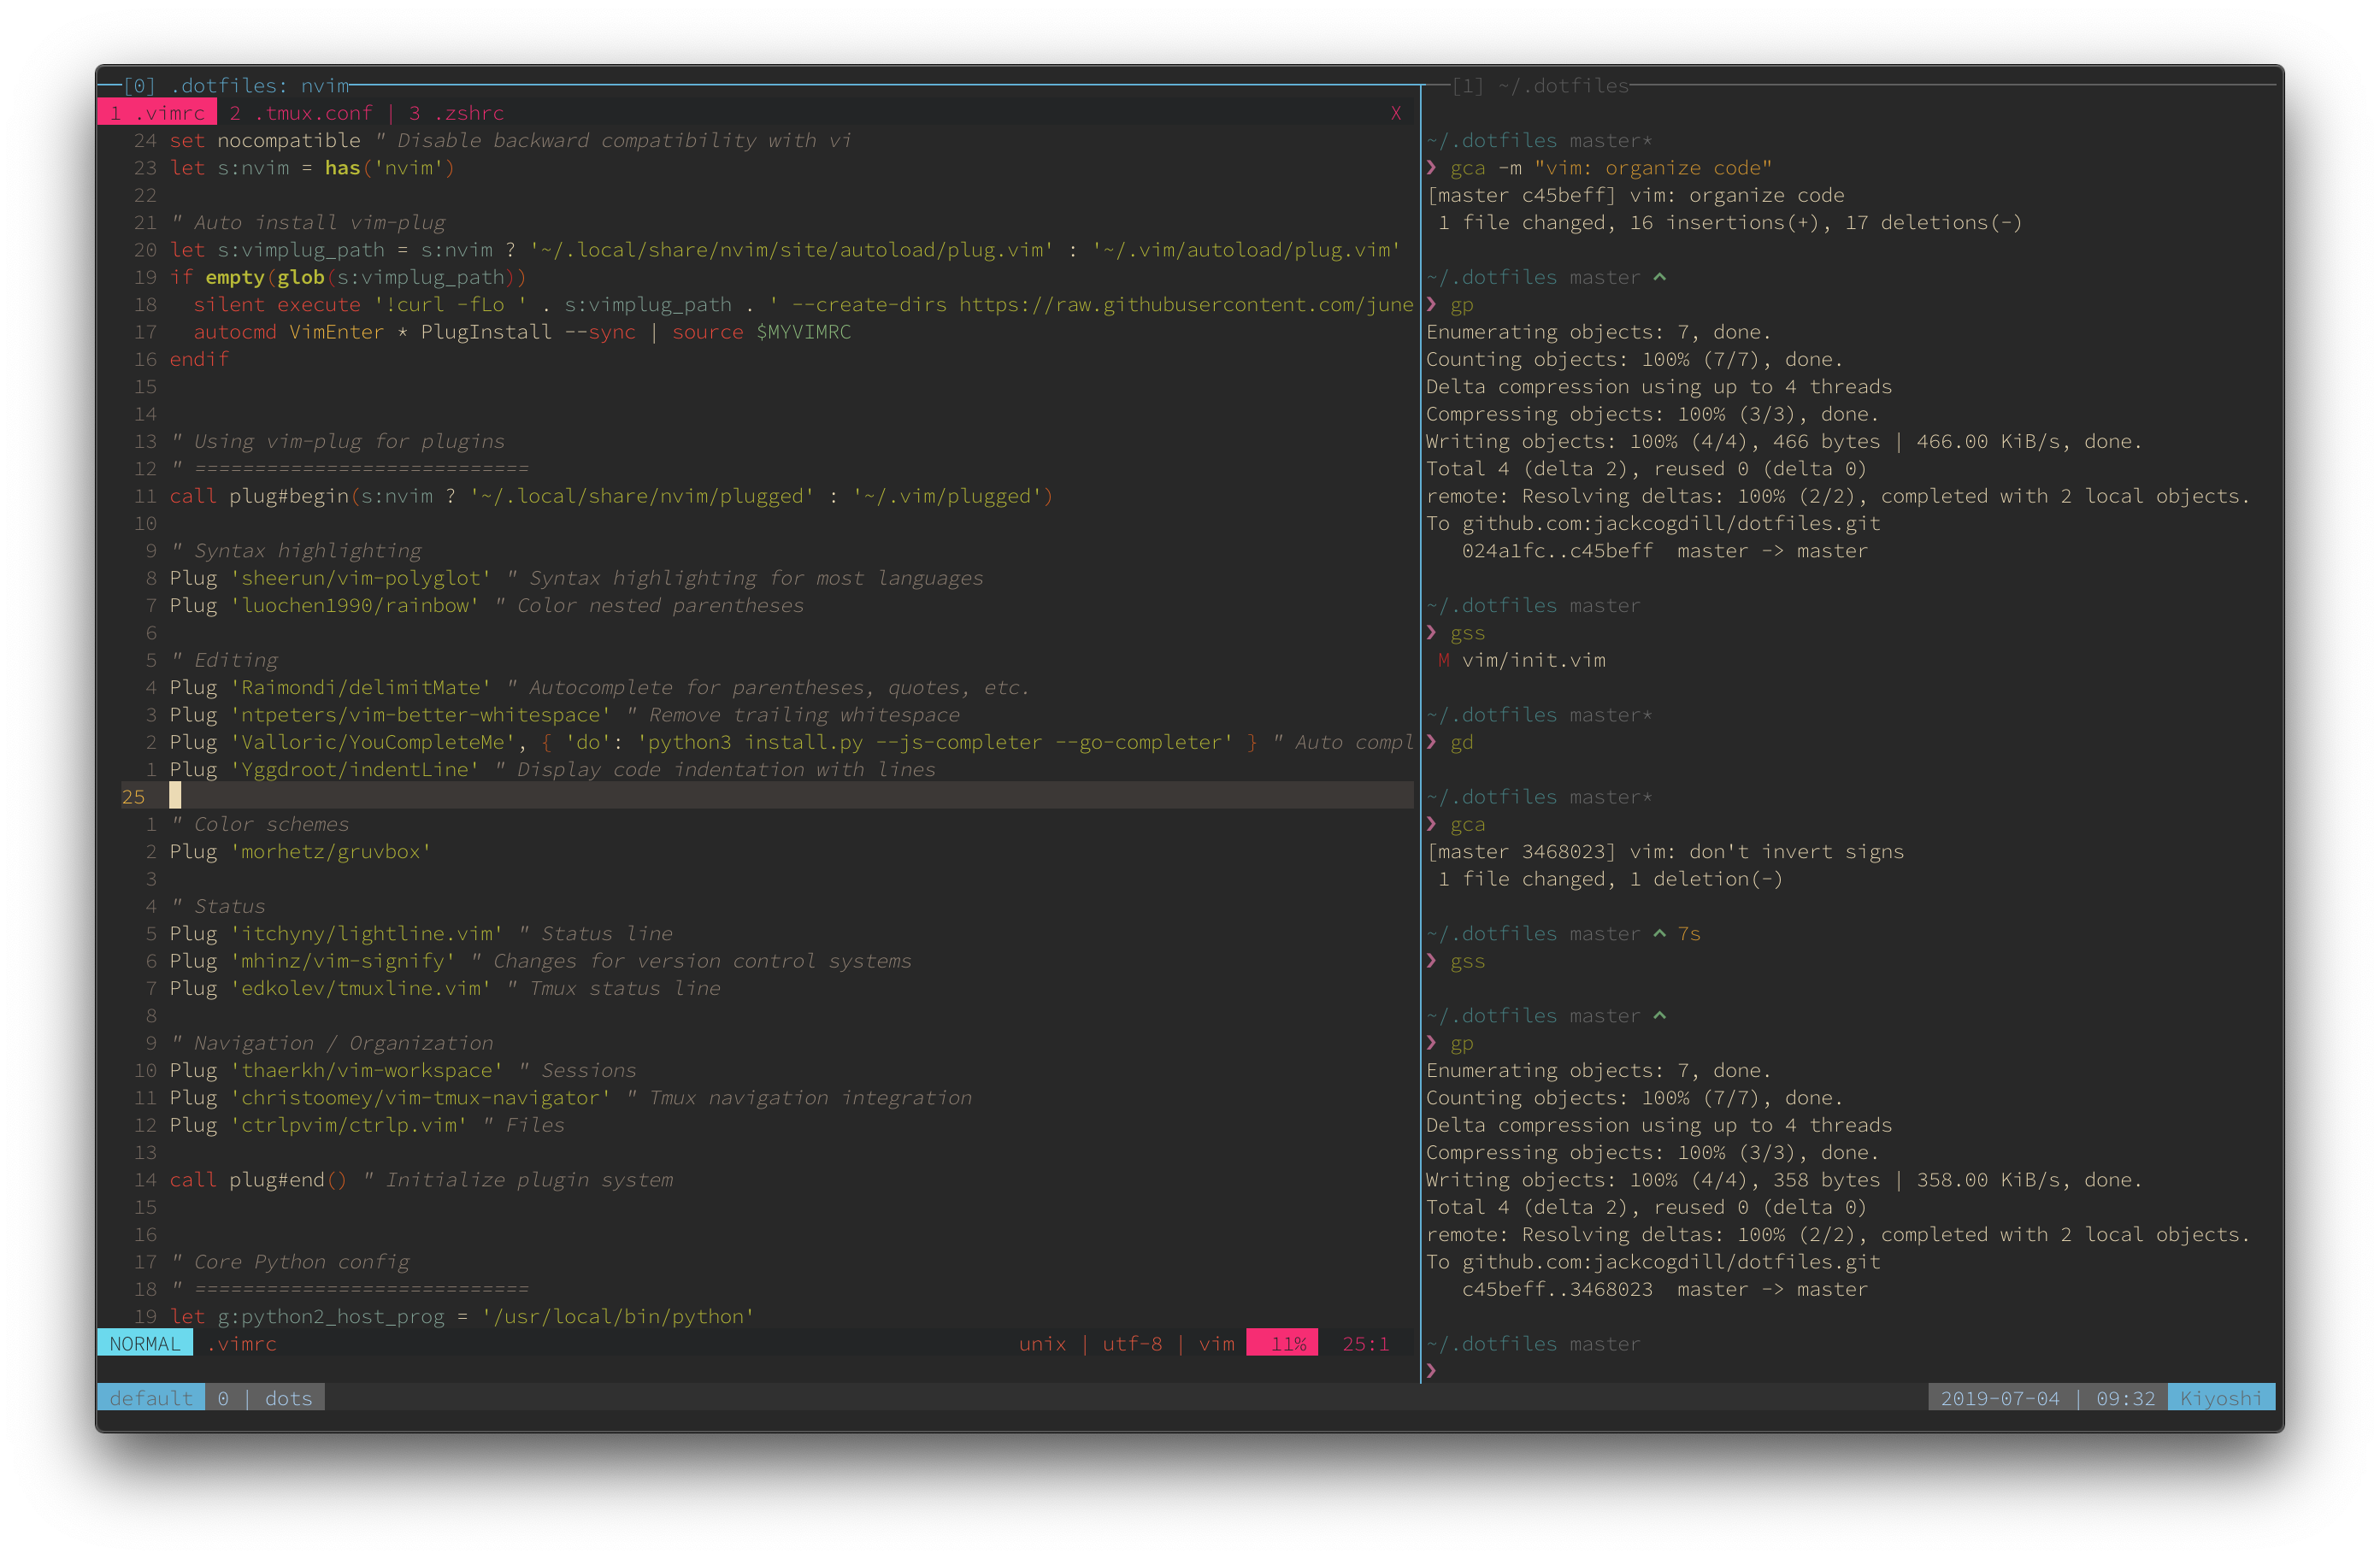 [0] .dotfiles: nvim
1 .vimrc 2 .tmux.conf | 3 .zshrc X
24 set nocompatible " Disable backward compatibility with vi
23 let s:nvim = has('nvim')
22
21 " Auto install vim-plug
20 let s:vimplug_path = s:nvim ? '~/.local/share/nvim/site/autoload/plug.vim' : '~/.vim/autoload/plug.vim'
19 if empty(glob(s:vimplug_path))
18   silent execute '!curl -fLo ' . s:vimplug_path . ' --create-dirs https://raw.githubusercontent.com/june
17   autocmd VimEnter * PlugInstall --sync | source $MYVIMRC
16 endif
15
14
13 " Using vim-plug for plugins
12 " ============================
11 call plug#begin(s:nvim ? '~/.local/share/nvim/plugged' : '~/.vim/plugged')
10
9 " Syntax highlighting
8 Plug 'sheerun/vim-polyglot' " Syntax highlighting for most languages
7 Plug 'luochen1990/rainbow' " Color nested parentheses
6
5 " Editing
4 Plug 'Raimondi/delimitMate' " Autocomplete for parentheses, quotes, etc.
3 Plug 'ntpeters/vim-better-whitespace' " Remove trailing whitespace
2 Plug 'Valloric/YouCompleteMe', { 'do': 'python3 install.py --js-completer --go-completer' } " Auto compl
1 Plug 'Yggdroot/indentLine' " Display code indentation with lines
25
1 " Color schemes
2 Plug 'morhetz/gruvbox'
3
4 " Status
5 Plug 'itchyny/lightline.vim' " Status line
6 Plug 'mhinz/vim-signify' " Changes for version control systems
7 Plug 'edkolev/tmuxline.vim' " Tmux status line
8
9 " Navigation / Organization
10 Plug 'thaerkh/vim-workspace' " Sessions
11 Plug 'christoomey/vim-tmux-navigator' " Tmux navigation integration
12 Plug 'ctrlpvim/ctrlp.vim' " Files
13
14 call plug#end() " Initialize plugin system
15
16
17 " Core Python config
18 " ============================
19 let g:python2_host_prog = '/usr/local/bin/python'
NORMAL .vimrc unix | utf-8 | vim 11% 25:1
[1] ~/.dotfiles
~/.dotfiles master*
❯ gca -m "vim: organize code"
[master c45beff] vim: organize code
 1 file changed, 16 insertions(+), 17 deletions(-)
~/.dotfiles master ^
❯ gp
Enumerating objects: 7, done.
Counting objects: 100% (7/7), done.
Delta compression using up to 4 threads
Compressing objects: 100% (3/3), done.
Writing objects: 100% (4/4), 466 bytes | 466.00 KiB/s, done.
Total 4 (delta 2), reused 0 (delta 0)
remote: Resolving deltas: 100% (2/2), completed with 2 local objects.
To github.com:jackcogdill/dotfiles.git
   024a1fc..c45beff  master -> master
~/.dotfiles master
❯ gss
 M vim/init.vim
~/.dotfiles master*
❯ gd
~/.dotfiles master*
❯ gca
[master 3468023] vim: don't invert signs
 1 file changed, 1 deletion(-)
~/.dotfiles master ^ 7s
❯ gss
~/.dotfiles master ^
❯ gp
Enumerating objects: 7, done.
Counting objects: 100% (7/7), done.
Delta compression using up to 4 threads
Compressing objects: 100% (3/3), done.
Writing objects: 100% (4/4), 358 bytes | 358.00 KiB/s, done.
Total 4 (delta 2), reused 0 (delta 0)
remote: Resolving deltas: 100% (2/2), completed with 2 local objects.
To github.com:jackcogdill/dotfiles.git
   c45beff..3468023  master -> master
~/.dotfiles master
❯
default 0 | dots 2019-07-04 | 09:32 Kiyoshi